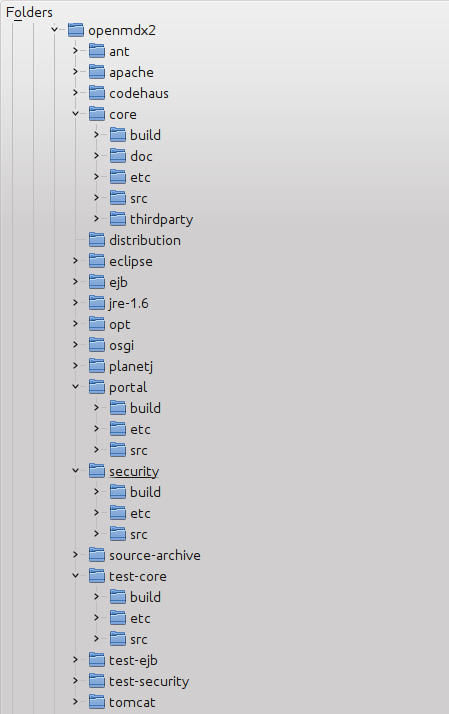 Folders
openmdx2
ant
apache
codehaus
core
build
doc
etc
src
thirdparty
distribution
eclipse
ejb
jre-1.6
opt
osgi
planetj
portal
build
etc
src
security
build
etc
src
source-archive
test-core
build
etc
src
test-ejb
test-security
tomcat